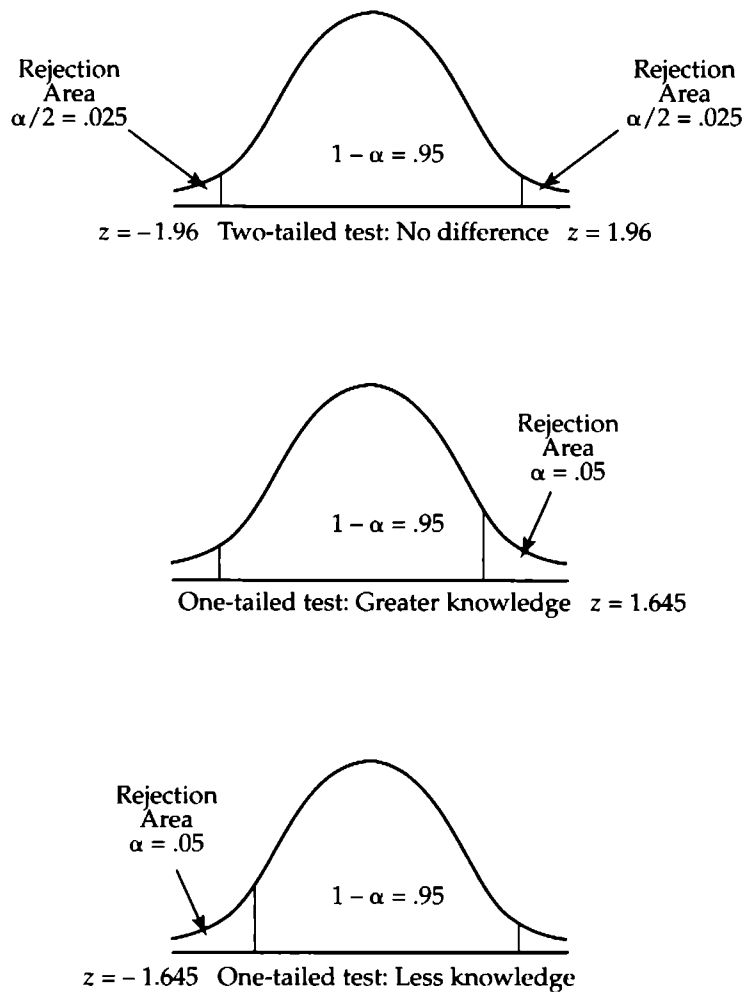 Rejection
Area
α/2 = .025
Rejection
Area
α/2 = .025
1 – α = .95
z = – 1.96 Two-tailed test: No difference z = 1.96
Rejection
Area
α = .05
1 – α = .95
One-tailed test: Greater knowledge z = 1.645
Rejection
Area
α = .05
1 – α = .95
z = – 1.645 One-tailed test: Less knowledge